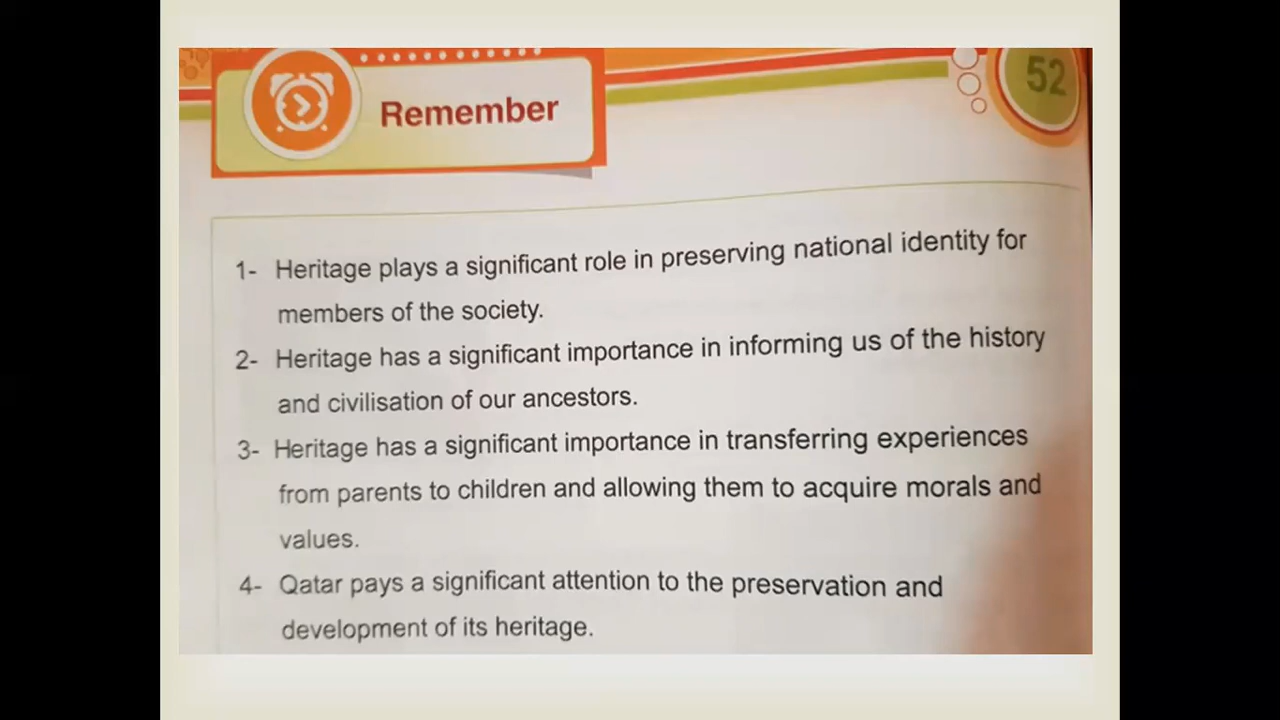 Remember
52
1- Heritage plays a significant role in preserving national identity for
members of the society.
2- Heritage has a significant importance in informing us of the history
and civilisation of our ancestors.
3- Heritage has a significant importance in transferring experiences
from parents to children and allowing them to acquire morals and
values.
4- Qatar pays a significant attention to the preservation and
development of its heritage.